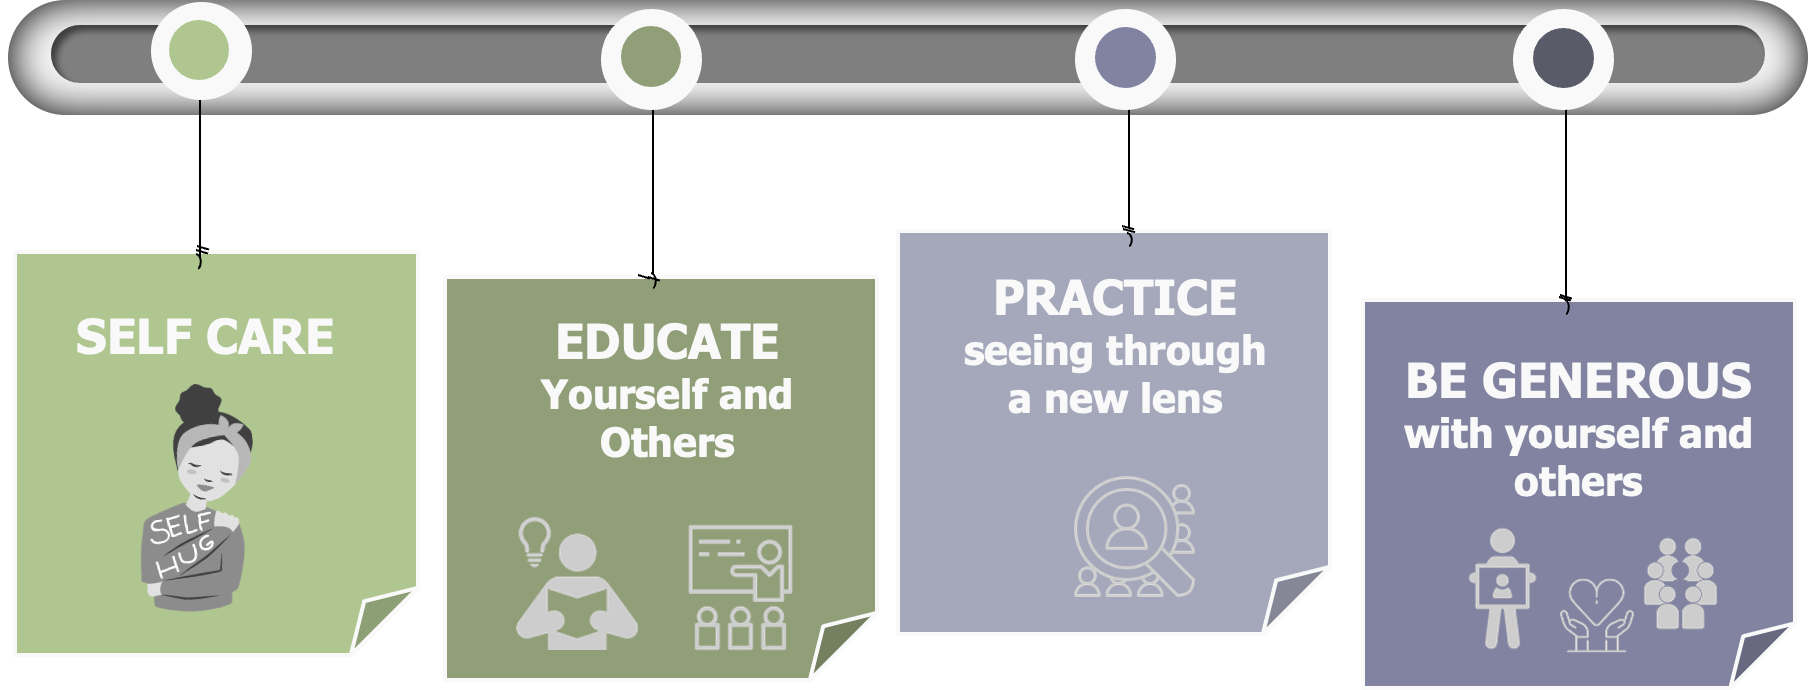 SELF CARE
SELF
HUG
EDUCATE
Yourself and
Others
PRACTICE
seeing through
a new lens
BE GENEROUS
with yourself and
others